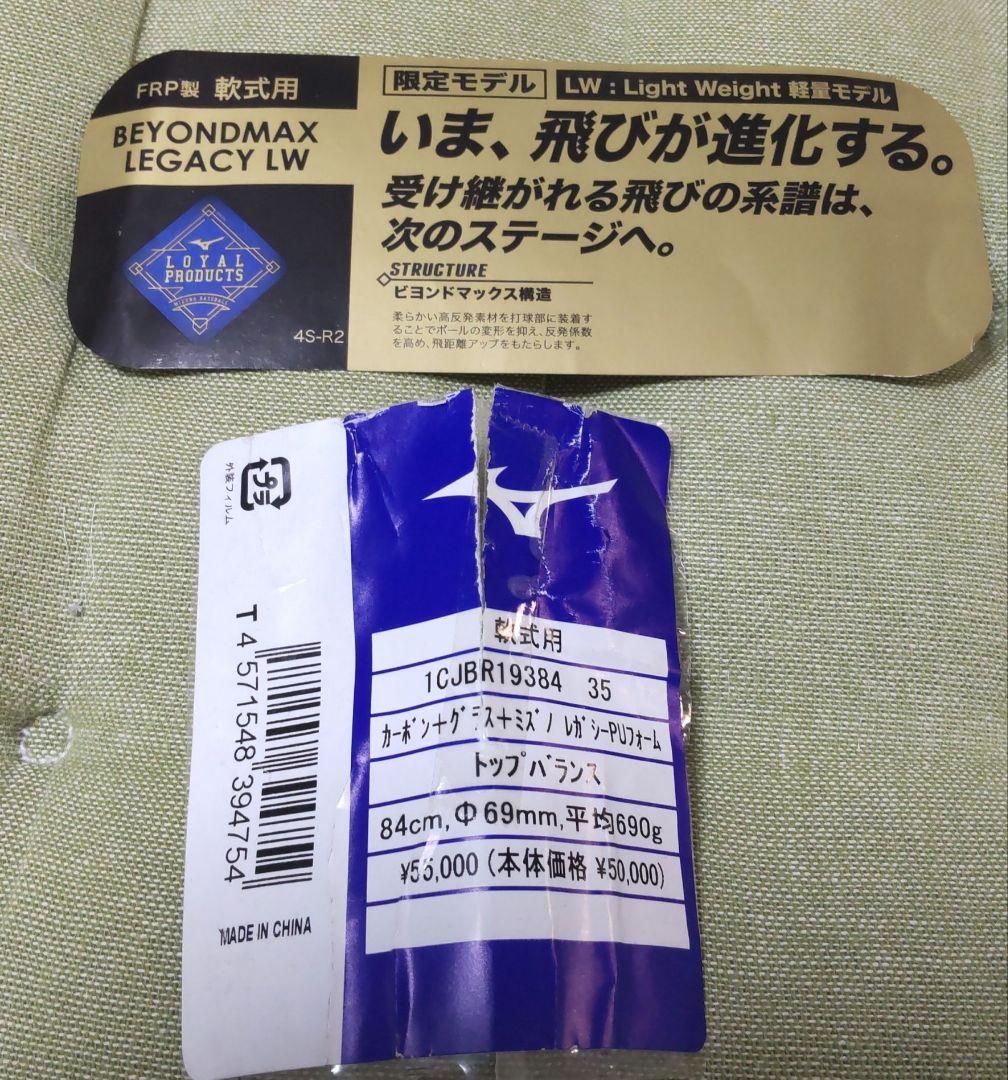 FRP製 軟式用
BEYONDMAX
LEGACY LW
LOYAL
PRODUCTS
MIZUNO BASEBALL
4S-R2
限定モデル
LW : Light Weight 軽量モデル
いま、飛びが進化する。
受け継がれる飛びの系譜は、
次のステージへ。
STRUCTURE
ビヨンドマックス構造
柔らかい高反発素材を打球部に装着す
ることでボールの変形を抑え、反発係数
を高め、飛距離アップをもたらします。
プラ
外装フィルム
T 4 571548 394754
MADE IN CHINA
軟式用
1CJBR19384 35
カーボン+グラス+ミズノ レガシーPUフォーム
トップバランス
84cm,Φ69mm,平均690g
¥55,000 (本体価格 ¥50,000)